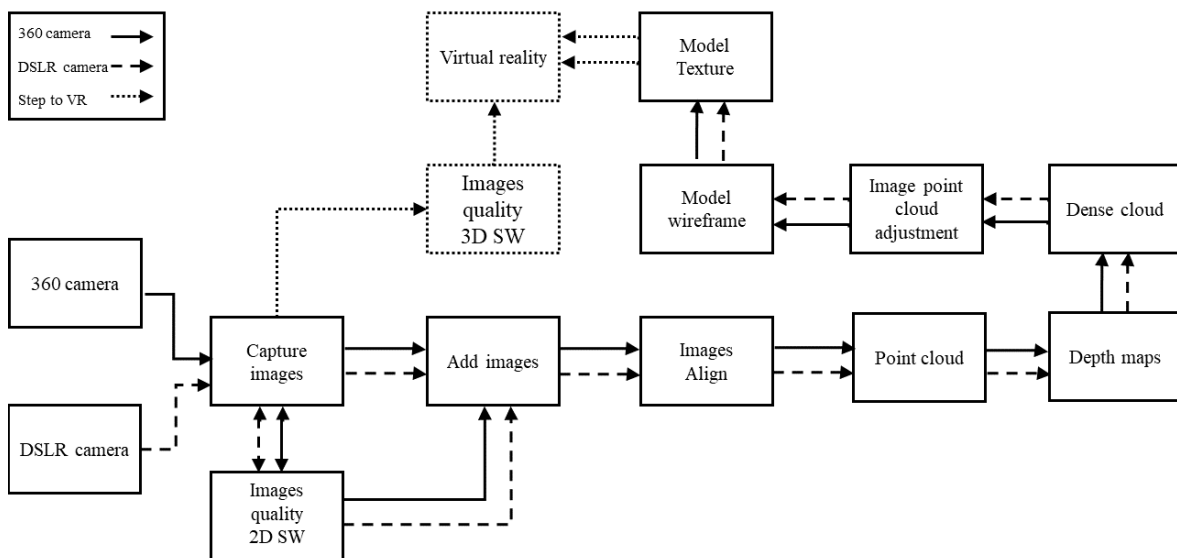 360 camera
DSLR camera
Step to VR
Virtual reality
Model
Texture
Images
quality
3D SW
Model
wireframe
Image point
cloud
adjustment
Dense cloud
360 camera
Capture
images
Add images
Images
Align
Point cloud
Depth maps
DSLR camera
Images
quality
2D SW